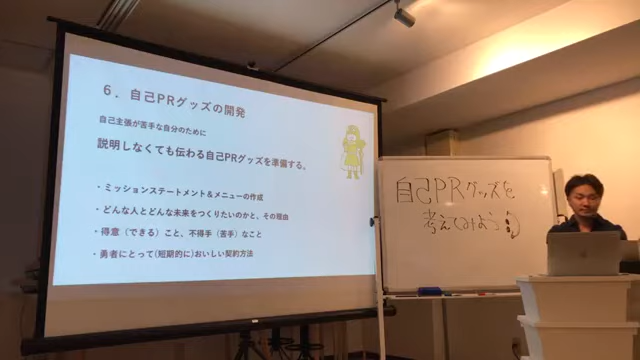 6．自己PRグッズの開発
自己主張が苦手な自分のために
説明しなくても伝わる自己PRグッズを準備する。
・ミッションステートメント＆メニューの作成
・どんな人とどんな未来をつくりたいのかと、その理由
・得意（できる）こと、不得手（苦手）なこと
・勇者にとって(短期的に)おいしい契約方法
自己PRグッズを
考えてみよう